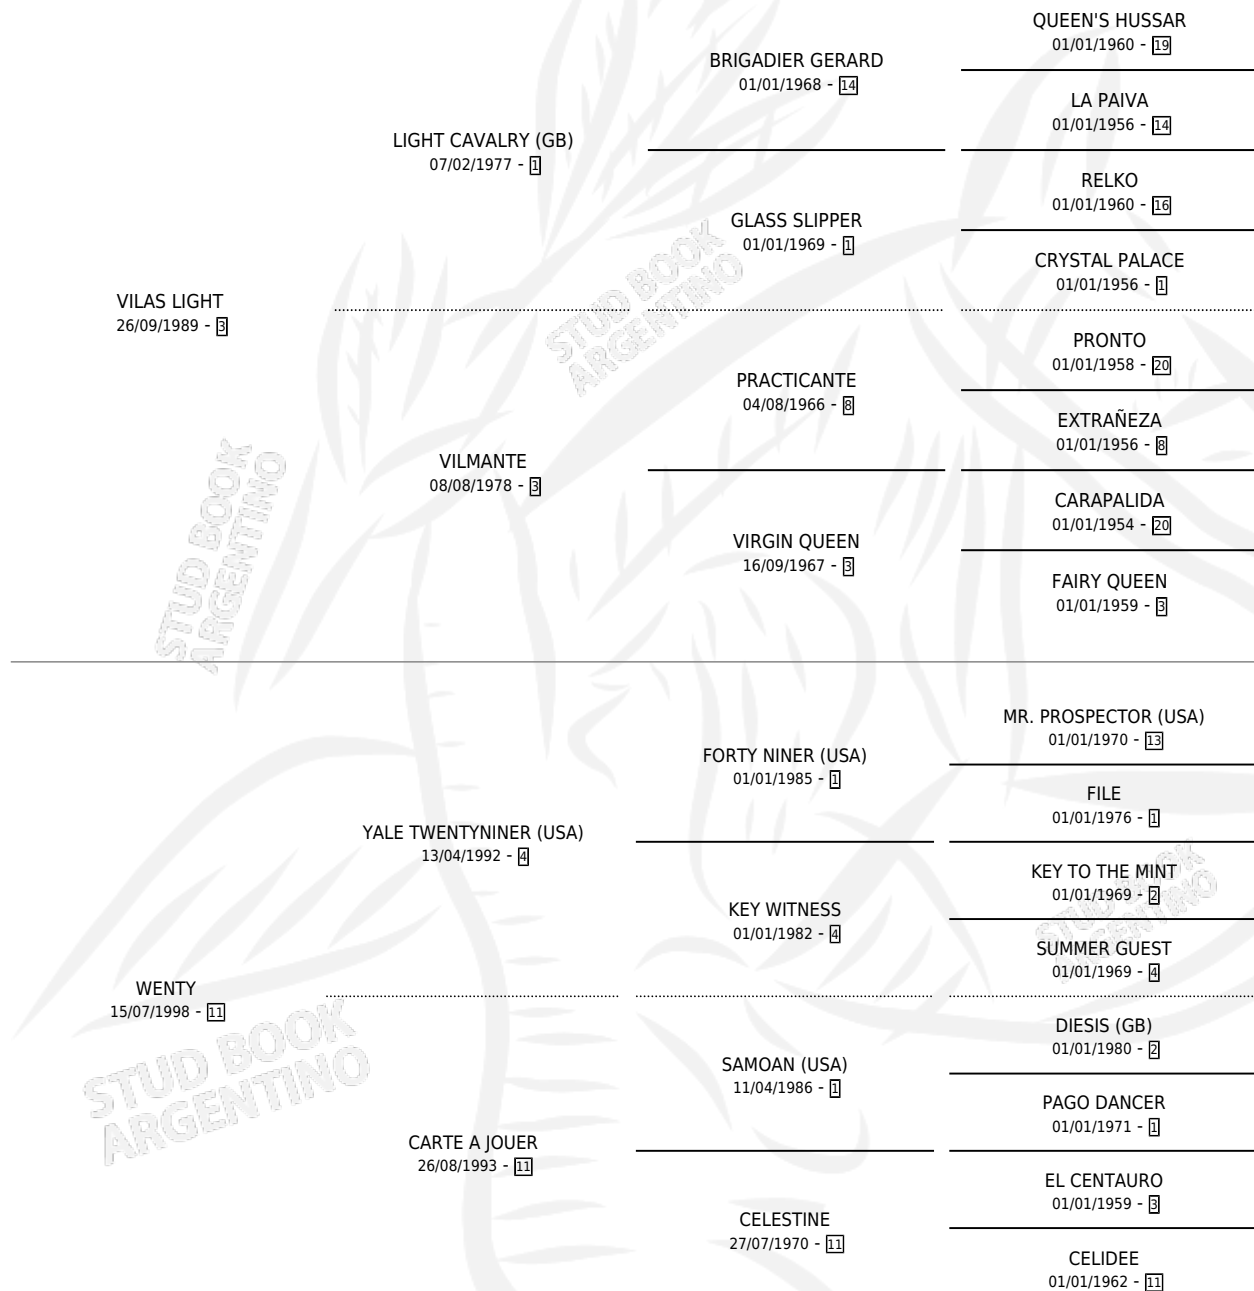 QUEEN'S HUSSAR
01/01/1960 - 19
BRIGADIER GERARD
01/01/1968 - 14
LA PAIVA
01/01/1956 - 14
LIGHT CAVALRY (GB)
07/02/1977 - 1
RELKO
01/01/1960 - 16
GLASS SLIPPER
01/01/1969 - 1
CRYSTAL PALACE
01/01/1956 - 1
STUD BOOK
ARGENTINO
VILAS LIGHT
26/09/1989 - 3
PRONTO
01/01/1958 - 20
PRACTICANTE
04/08/1966 - 8
EXTRAÑEZA
01/01/1956 - 8
VILMANTE
08/08/1978 - 3
CARAPALIDA
01/01/1954 - 20
VIRGIN QUEEN
16/09/1967 - 3
FAIRY QUEEN
01/01/1959 - 3
STUD BOOK
ARGENTINO
MR. PROSPECTOR (USA)
01/01/1970 - 13
FORTY NINER (USA)
01/01/1985 - 1
FILE
01/01/1976 - 1
YALE TWENTYNINER (USA)
13/04/1992 - 4
KEY TO THE MINT
01/01/1969 - 2
KEY WITNESS
01/01/1982 - 4
SUMMER GUEST
01/01/1969 - 4
STUD BOOK
ARGENTINO
WENTY
15/07/1998 - 11
DIESIS (GB)
01/01/1980 - 2
SAMOAN (USA)
11/04/1986 - 1
PAGO DANCER
01/01/1971 - 1
STUD BOOK
ARGENTINO
CARTE A JOUER
26/08/1993 - 11
EL CENTAURO
01/01/1959 - 3
CELESTINE
27/07/1970 - 11
CELIDEE
01/01/1962 - 11